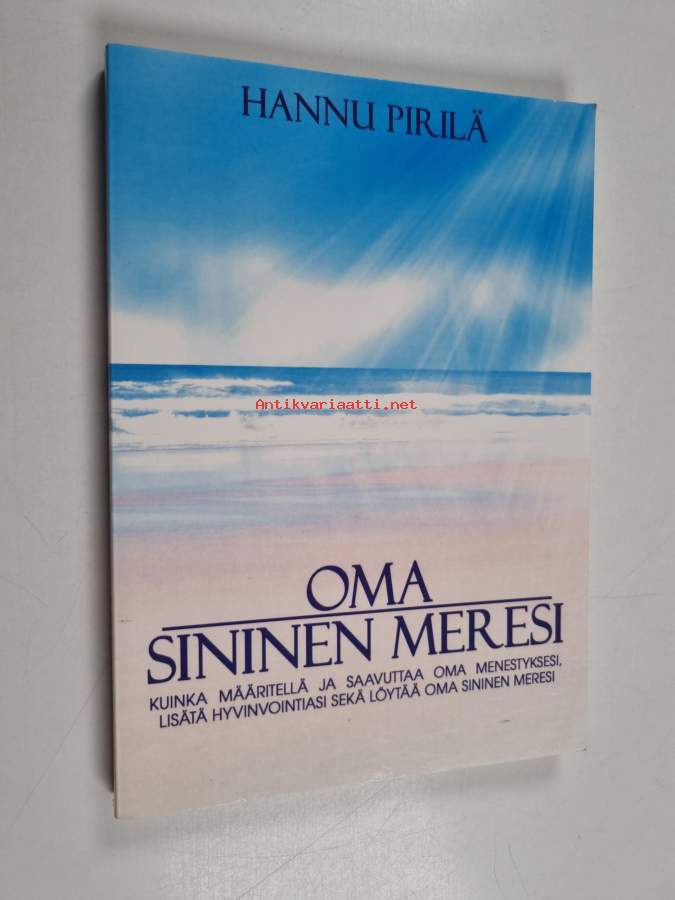 HANNU PIRILÄ
Antikvariaatti.net
OMA
SININEN MERESI
KUINKA MÄÄRITELLÄ JA SAAVUTTAA OMA MENESTYKSESI,
LISÄTÄ HYVINVOINTIASI SEKÄ LÖYTÄÄ OMA SININEN MERESI